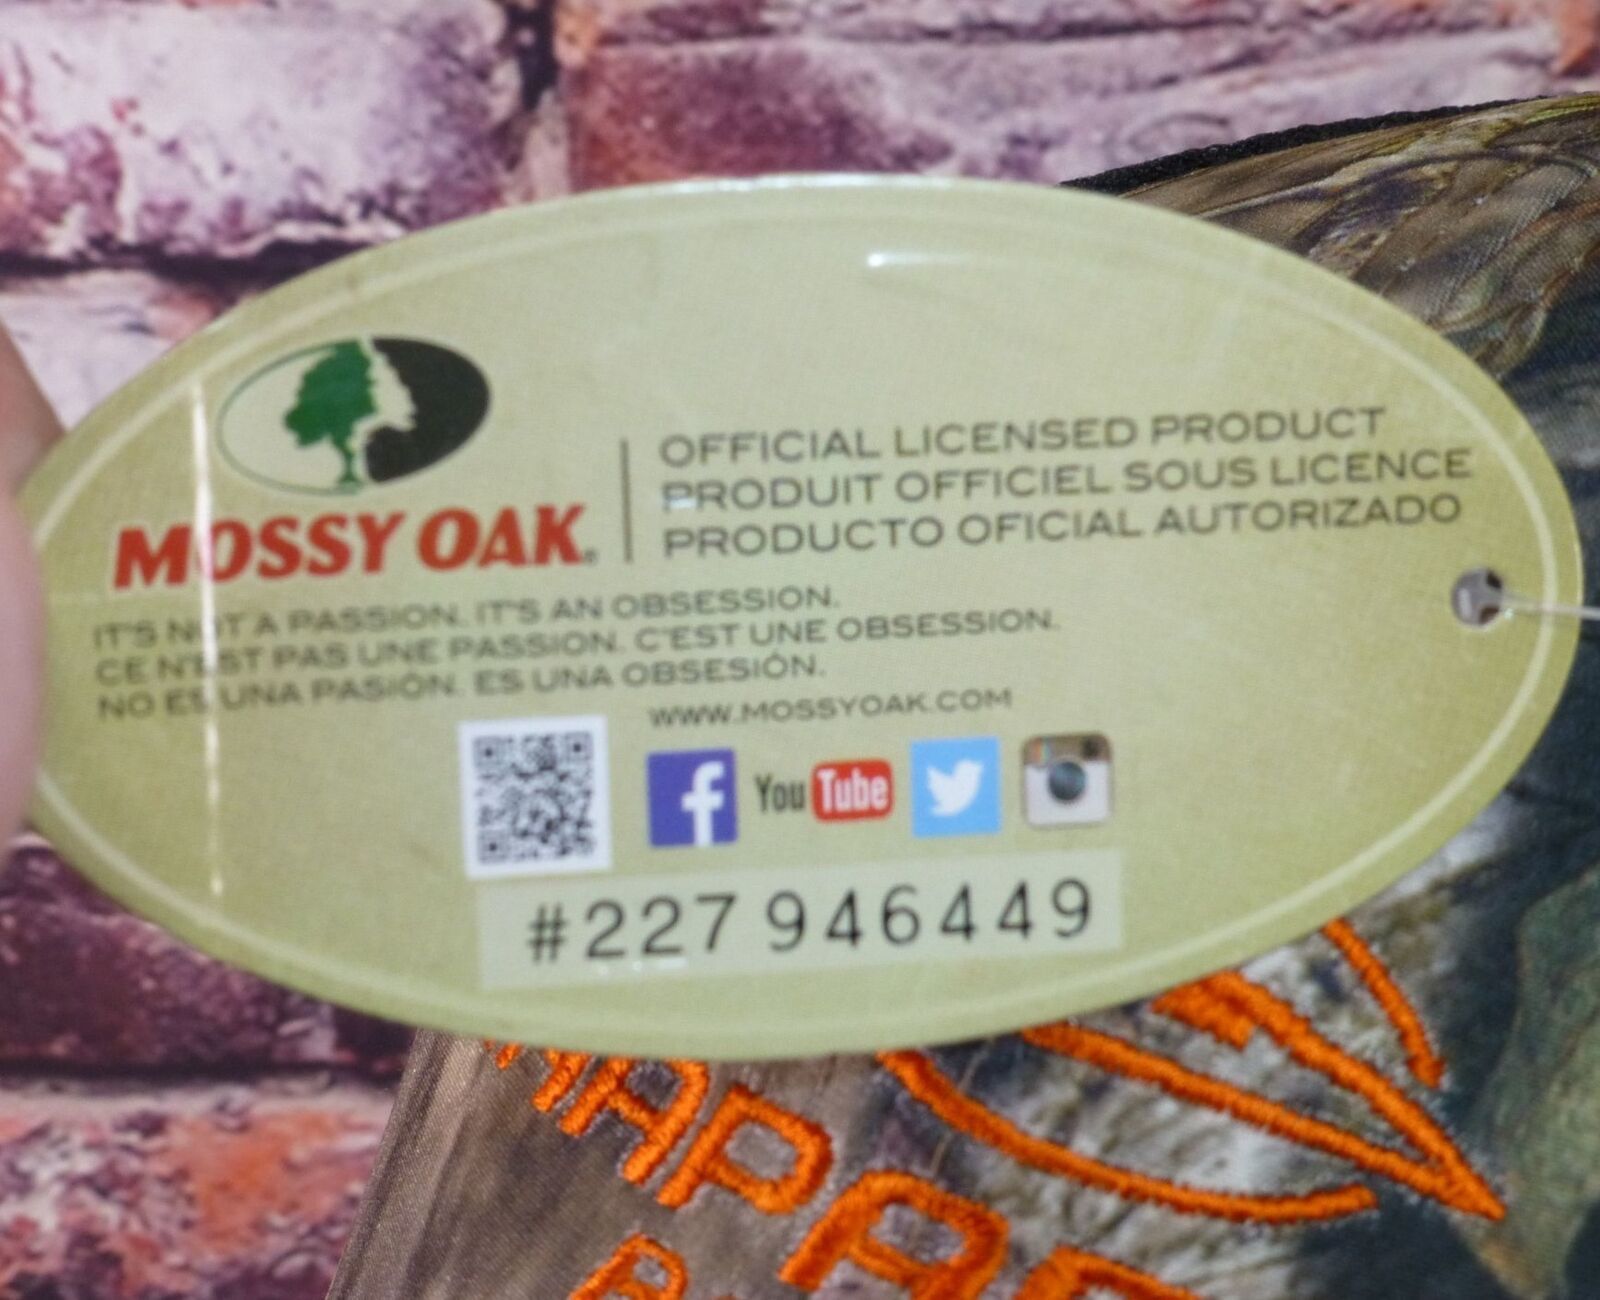 MOSSY OAK®
OFFICIAL LICENSED PRODUCT
PRODUIT OFFICIEL SOUS LICENCE
PRODUCTO OFICIAL AUTORIZADO
IT'S NOT A PASSION. IT'S AN OBSESSION.
CE N'EST PAS UNE PASSION. C'EST UNE OBSESSION.
NO ES UNA PASIÓN. ES UNA OBSESIÓN.
WWW.MOSSYOAK.COM
f You Tube
#227 946449